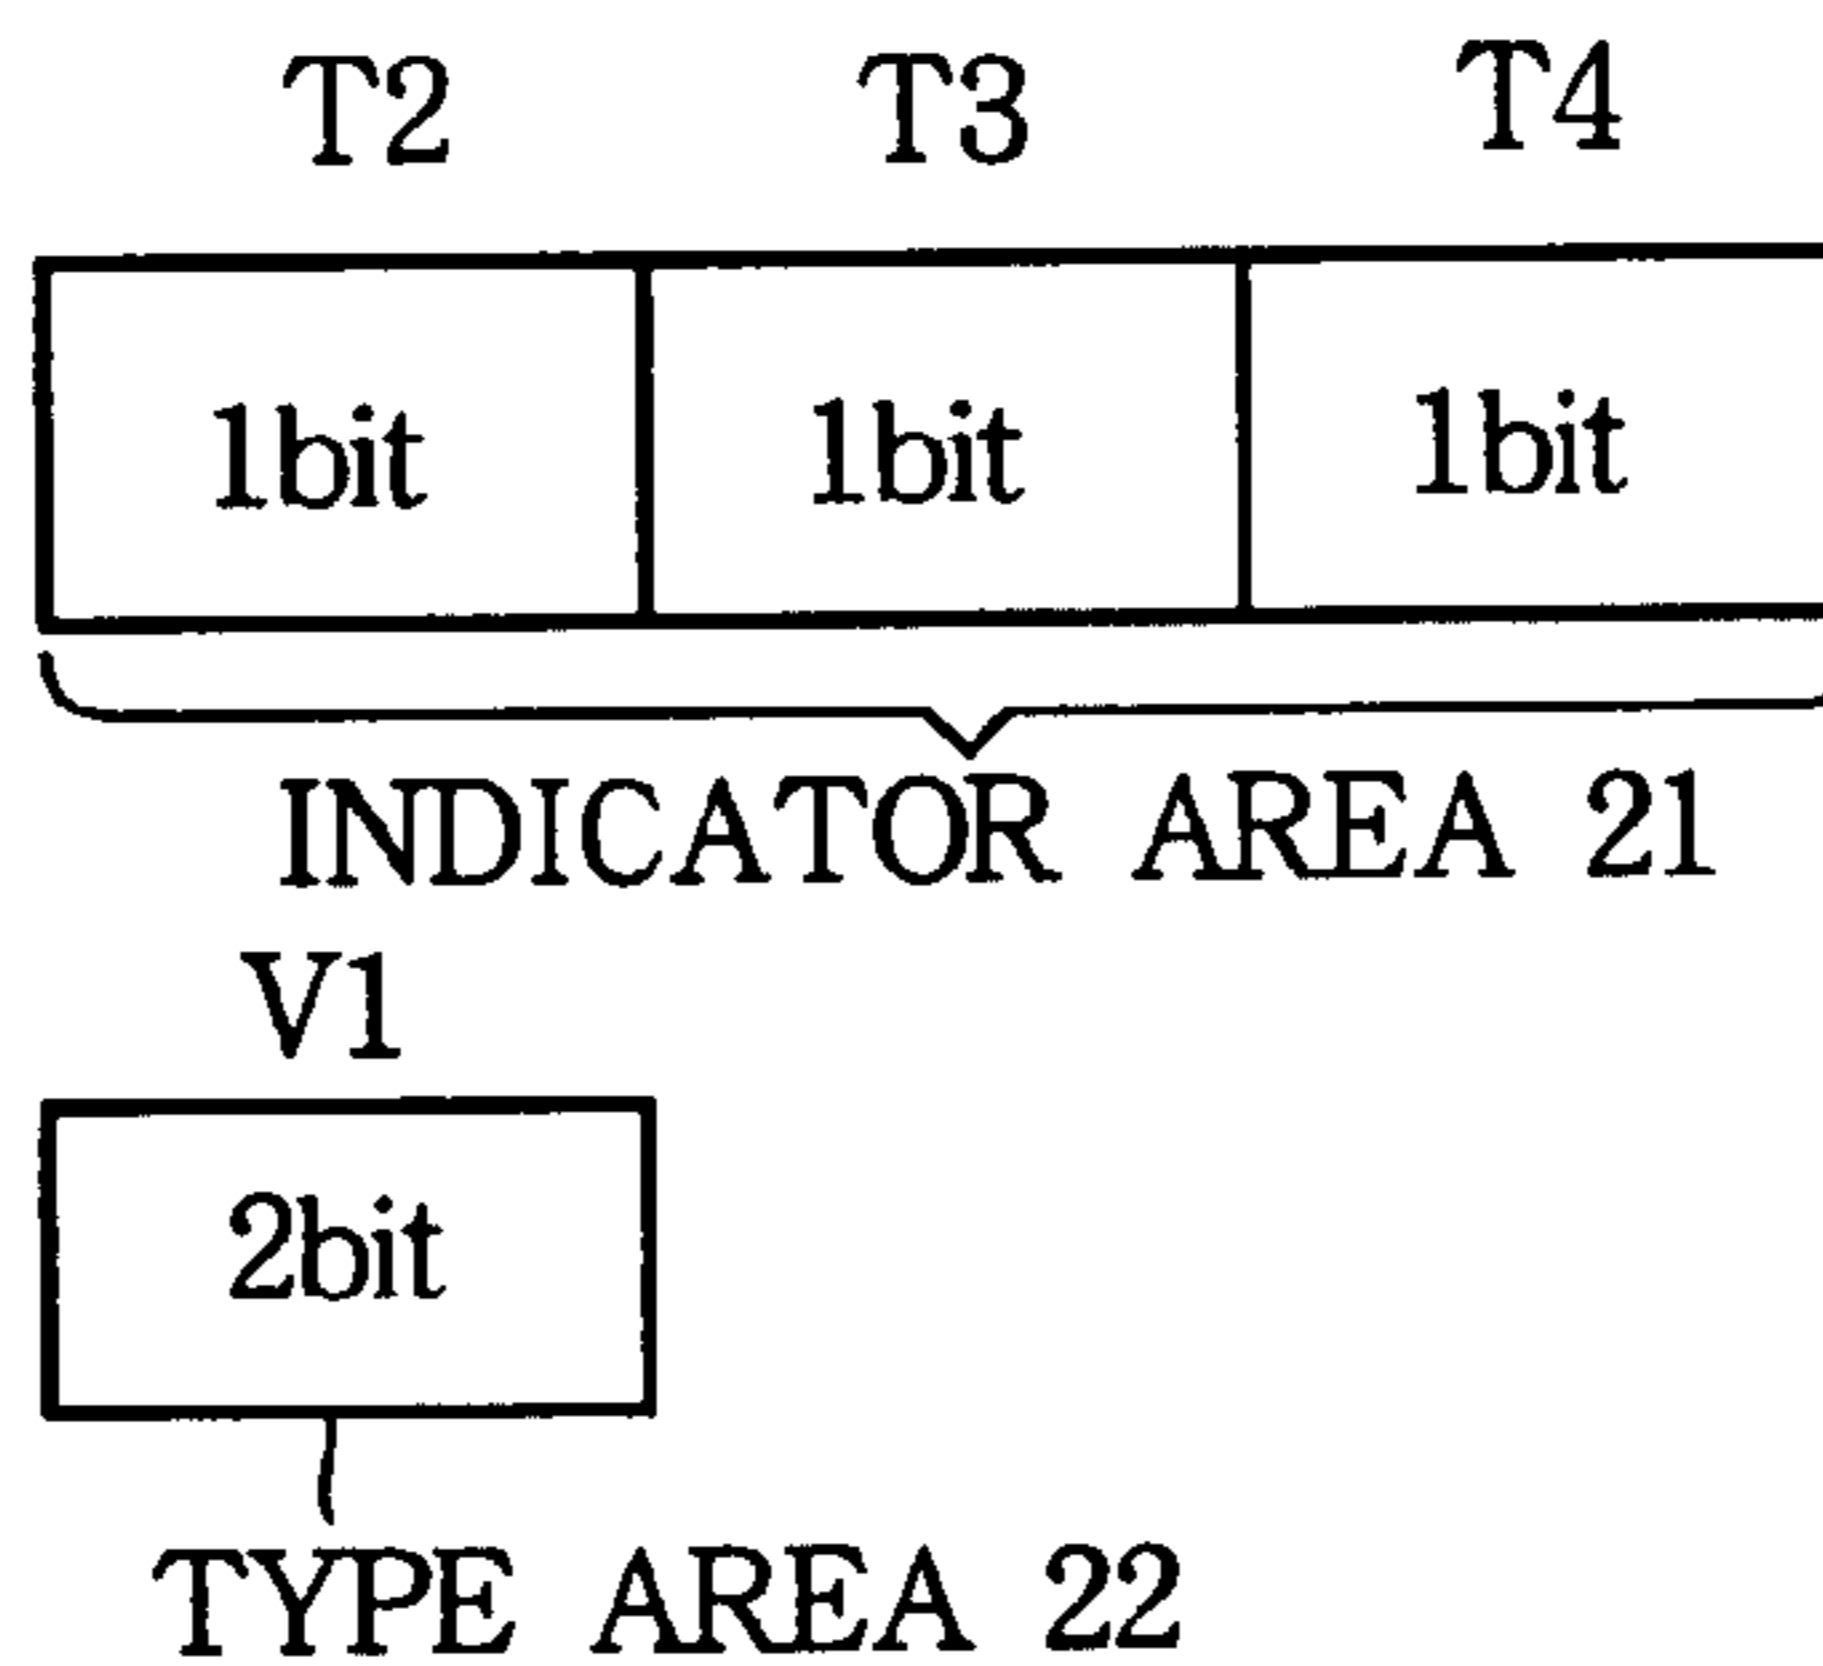 T2 T3 T4
1bit 1bit 1bit
INDICATOR AREA 21
V1
2bit
TYPE AREA 22